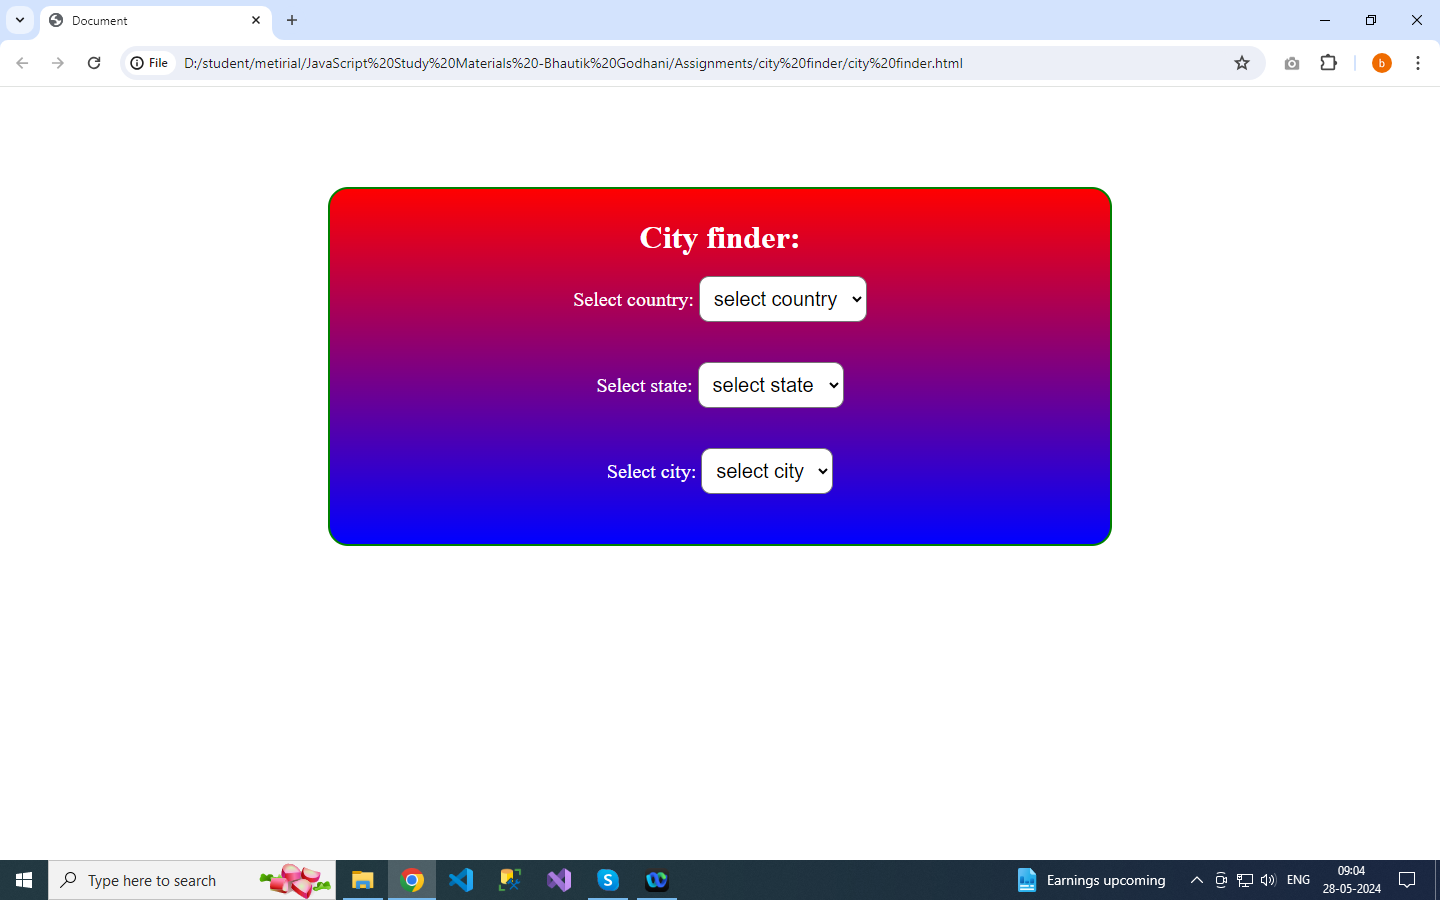 Document
File D:/student/metirial/JavaScript%20Study%20Materials%20-Bhautik%20Godhani/Assignments/city%20finder/city%20finder.html
b
City finder:
Select country: select country
Select state: select state
Select city: select city
Type here to search
Earnings upcoming
ENG
09:04
28-05-2024